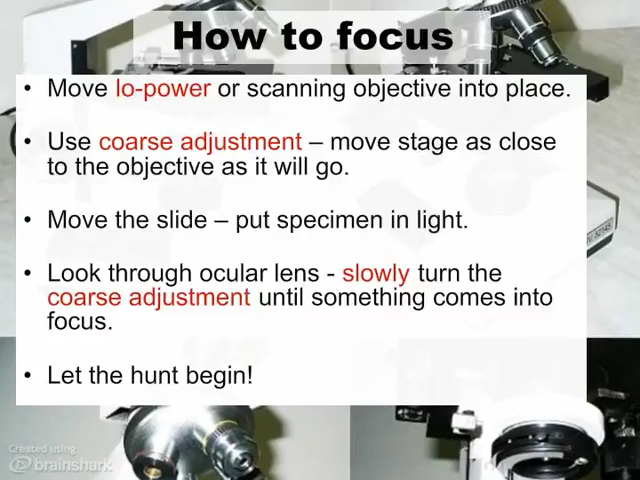 How to focus
• Move lo-power or scanning objective into place.
• Use coarse adjustment – move stage as close
to the objective as it will go.
• Move the slide – put specimen in light.
• Look through ocular lens - slowly turn the
coarse adjustment until something comes into
focus.
• Let the hunt begin!
Created using
brainshark